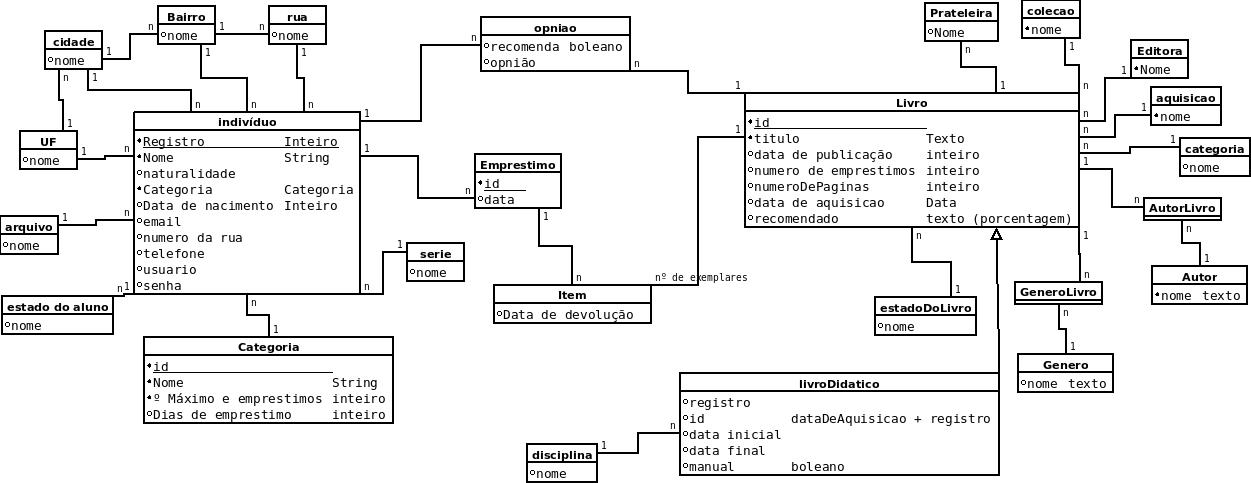 cidade
nome
Bairro
nome
rua
nome
UF
nome
arquivo
nome
estado do aluno
nome
indivíduo
Registro Inteiro
Nome String
naturalidade
Categoria Categoria
Data de nacimento Inteiro
email
numero da rua
telefone
usuario
senha
Categoria
id
Nome String
º Máximo e emprestimos inteiro
Dias de emprestimo inteiro
serie
nome
opniao
recomenda boleano
opnião
Emprestimo
id
data
Item
Data de devolução
nº de exemplares
Prateleira
Nome
colecao
nome
Editora
Nome
aquisicao
nome
categoria
nome
Livro
id
titulo Texto
data de publicação inteiro
numero de emprestimos inteiro
numeroDePaginas inteiro
data de aquisicao Data
recomendado texto (porcentagem)
AutorLivro
Autor
nome texto
GeneroLivro
Genero
nome texto
estadoDoLivro
nome
livroDidatico
registro
id dataDeAquisicao + registro
data inicial
data final
manual boleano
disciplina
nome
n
1
n
1
n
1
n
1
1
n
1
n
1
n
1
n
1
n
1
n
1
n
1
n
n
1
n
1
1
n
n
1
1
n
1
n
1
n
1
1
n
1
n
1
n
1
n
1
n
1
n
n
1
1
n
n
1
n
1
n
1